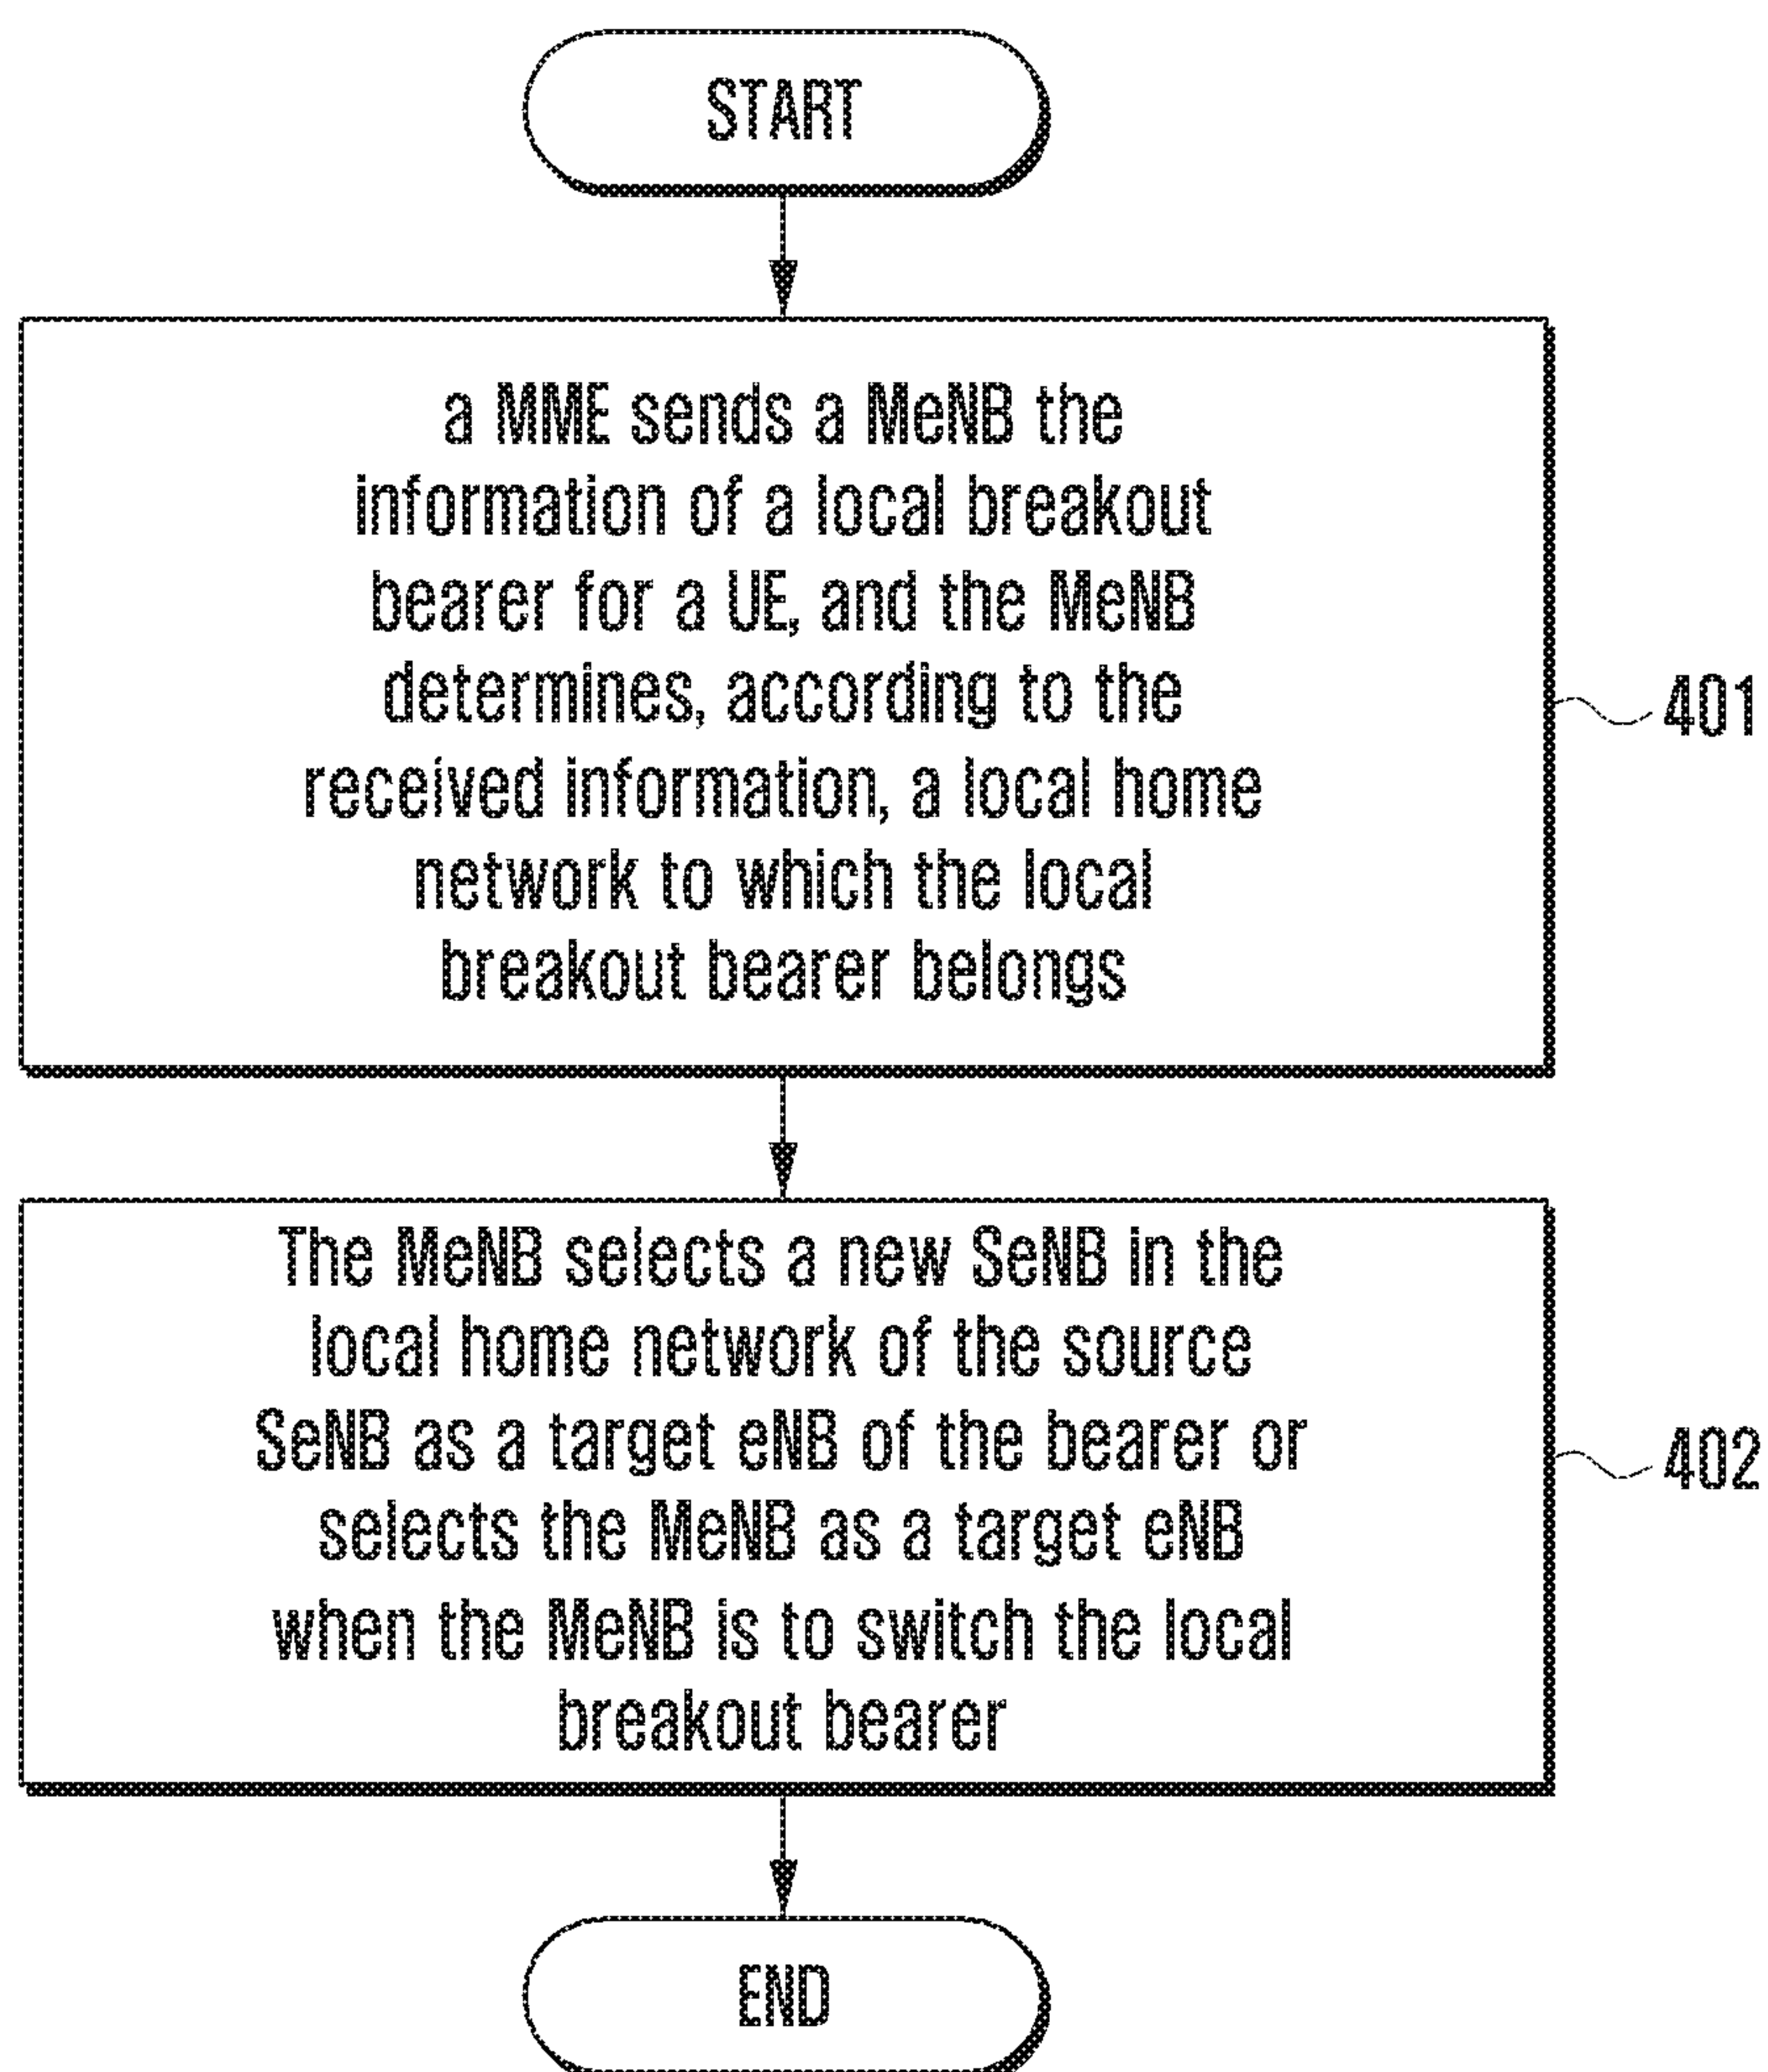 START
a MME sends a MeNB the
information of a local breakout
bearer for a UE, and the MeNB
determines, according to the
received information, a local home
network to which the local
breakout bearer belongs
401
The MeNB selects a new SeNB in the
local home network of the source
SeNB as a target eNB of the bearer or
selects the MeNB as a target eNB
when the MeNB is to switch the local
breakout bearer
402
END